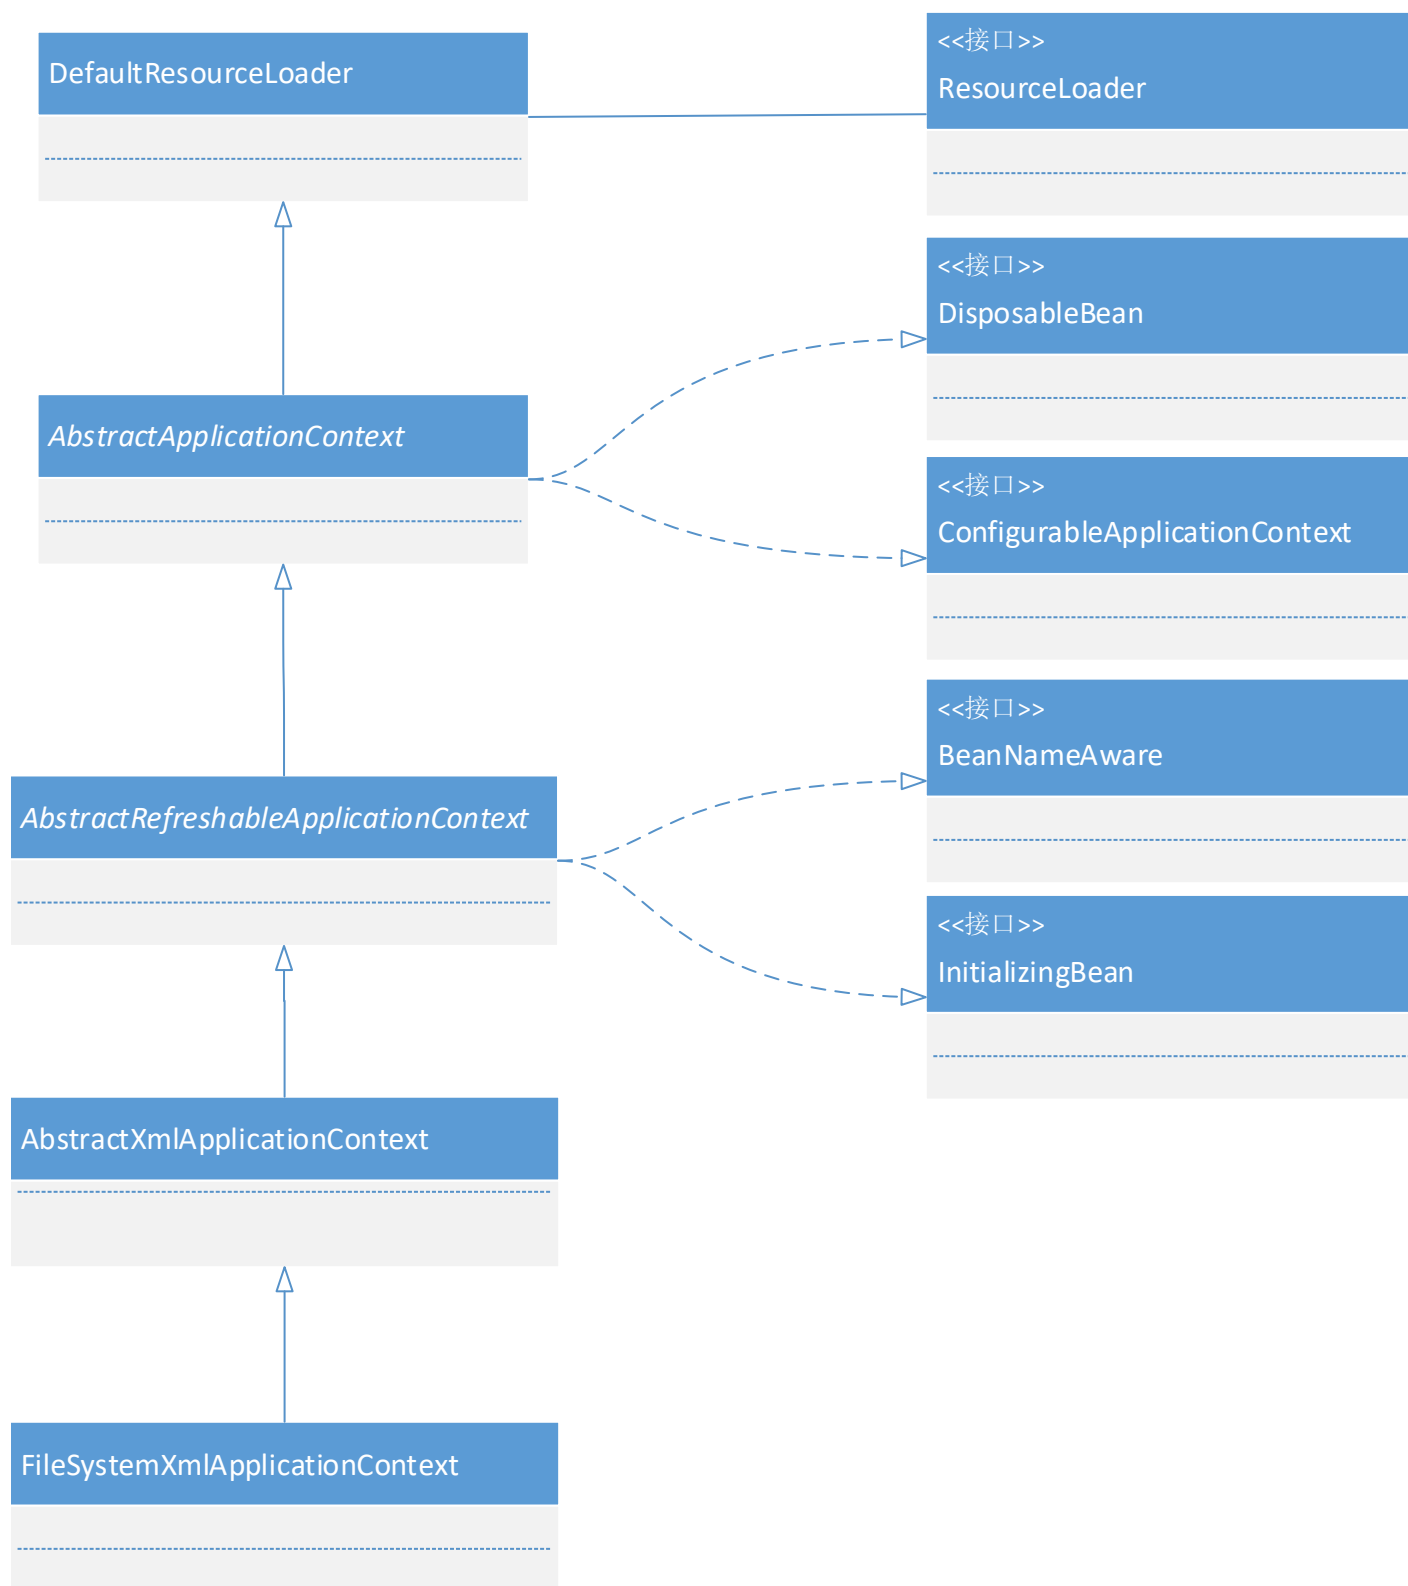 DefaultResourceLoader
<<接口>>
ResourceLoader
<<接口>>
DisposableBean
AbstractApplicationContext
<<接口>>
ConfigurableApplicationContext
<<接口>>
BeanNameAware
AbstractRefreshableApplicationContext
<<接口>>
InitializingBean
AbstractXmlApplicationContext
FileSystemXmlApplicationContext